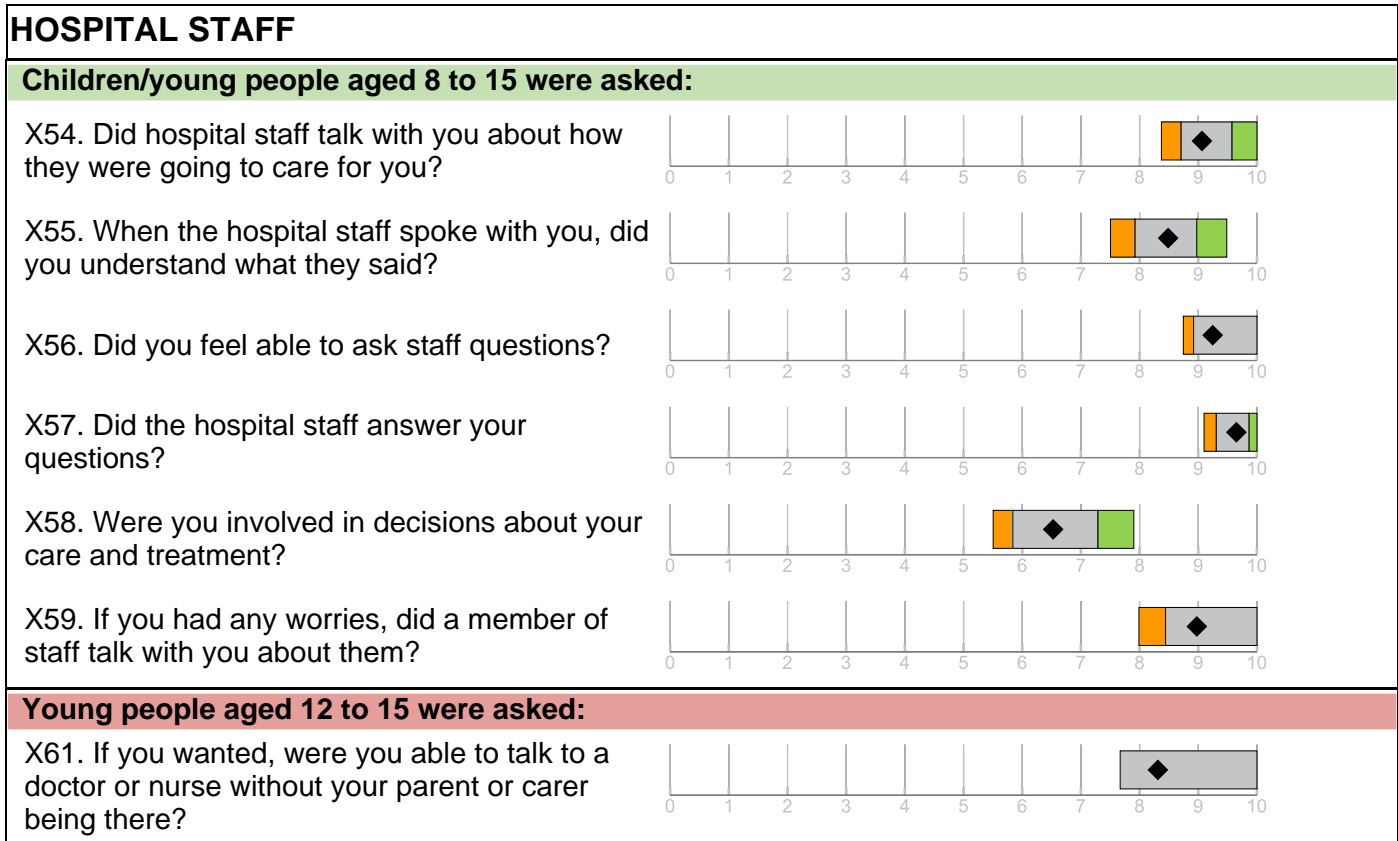 HOSPITAL STAFF
Children/young people aged 8 to 15 were asked:
X54. Did hospital staff talk with you about how
they were going to care for you?
0 1 2 3 4 5 6 7 8 9 10
X55. When the hospital staff spoke with you, did
you understand what they said?
0 1 2 3 4 5 6 7 8 9 10
X56. Did you feel able to ask staff questions?
0 1 2 3 4 5 6 7 8 9 10
X57. Did the hospital staff answer your
questions?
0 1 2 3 4 5 6 7 8 9 10
X58. Were you involved in decisions about your
care and treatment?
0 1 2 3 4 5 6 7 8 9 10
X59. If you had any worries, did a member of
staff talk with you about them?
0 1 2 3 4 5 6 7 8 9 10
Young people aged 12 to 15 were asked:
X61. If you wanted, were you able to talk to a
doctor or nurse without your parent or carer
being there?
0 1 2 3 4 5 6 7 8 9 10